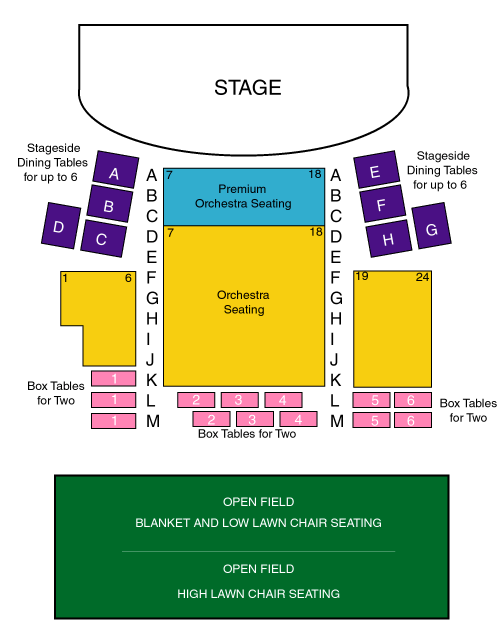 STAGE
Stageside
Dining Tables
for up to 6
Stageside
Dining Tables
for up to 6
A
B
C
D
E
F
G
H
A 7 18 A
B Premium B
C Orchestra Seating C
D 7 18 D
E E
F 1 6 F 19 24
G Orchestra G
H Seating H
I I
J J
K 1 K
Box Tables
for Two
L 1 2 3 4 L 5 6
M 1 2 3 4 M 5 6
Box Tables
for Two
Box Tables for Two
OPEN FIELD
BLANKET AND LOW LAWN CHAIR SEATING
OPEN FIELD
HIGH LAWN CHAIR SEATING